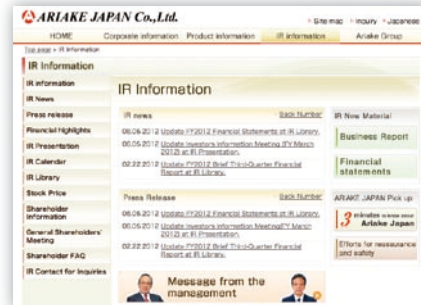 ARIAKE JAPAN Co.,Ltd.
Site map Inquiry Japanese
HOME Corporate information Product information IR information Ariake Group
Top page > IR Information
IR Information
IR information
IR News
Press release
Financial highlights
IR Presentation
IR Calendar
IR Library
Stock Price
Shareholder
Information
General Shareholders'
Meeting
Shareholder FAQ
IR Contact for Inquiries
IR Information
IR news Back Number
06.06.2012 Update FY2012 Financial Statements at IR Library.
06.05.2012 Update Investors Information Meeting (FY March
2012) at IR Presentation.
02.22.2012 Update FY2012 Brief Third-Quarter Financial
Report at IR Library.
Press Release Back Number
06.06.2012 Update FY2012 Financial Statements at IR Library.
06.05.2012 Update Investors Information Meeting(FY March
2012) at IR Presentation.
02.22.2012 Update FY2012 Brief Third-Quarter Financial
Report at IR Library.
Message from the
management
IR New Material
Business Report
Financial
statements
ARIAKE JAPAN Pick up
3 minutes
Ariake Japan
Efforts for reassurance
and safety